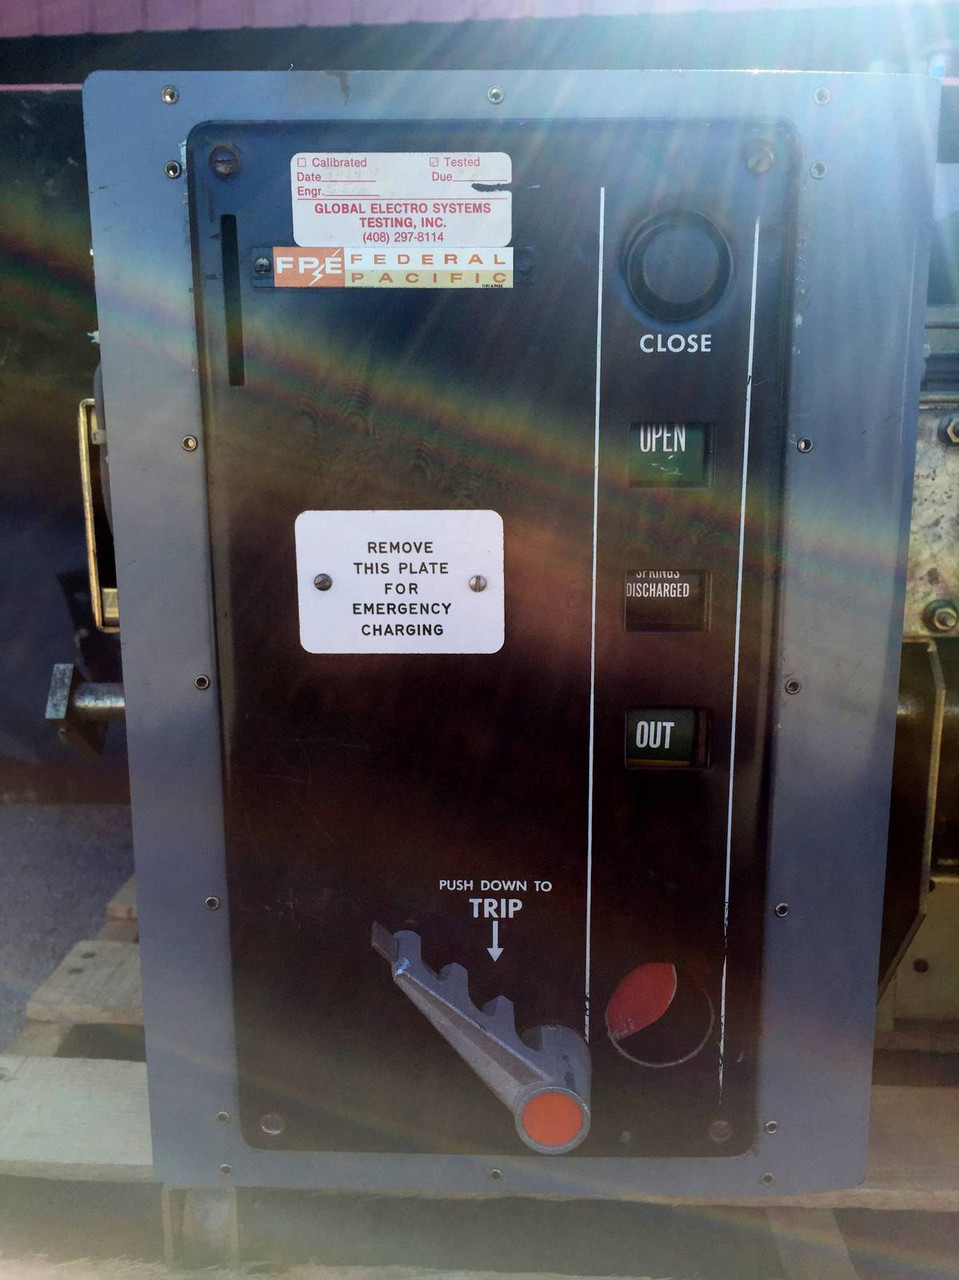 Calibrated Tested
Date Due
Engr.
GLOBAL ELECTRO SYSTEMS
TESTING, INC.
(408) 297-8114
FPE FEDERAL
PACIFIC
CLOSE
OPEN
SPRINGS
DISCHARGED
REMOVE
THIS PLATE
FOR
EMERGENCY
CHARGING
OUT
PUSH DOWN TO
TRIP